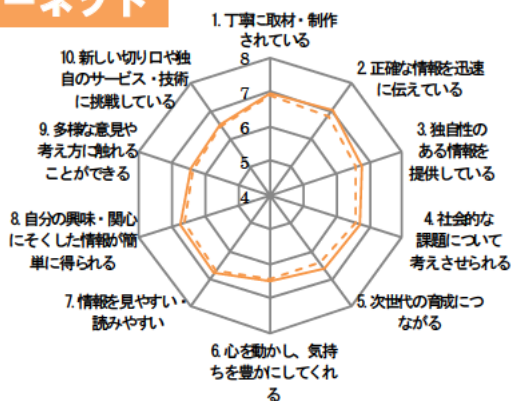 ーネット
1. 丁寧に取材・制作
されている
2. 正確な情報を迅速
に伝えている
3. 独自性の
ある情報を
提供している
4. 社会的な
課題について
考えさせられる
5. 次世代の育成につ
ながる
6. 心を動かし、気持
ちを豊かにしてくれ
る
7. 情報を見やすい・
読みやすい
8. 自分の興味・関心
にそくした情報が簡
単に得られる
9. 多様な意見や
考え方に触れる
ことができる
10. 新しい切り口や独
自のサービス・技術
に挑戦している
8
7
6
5
4